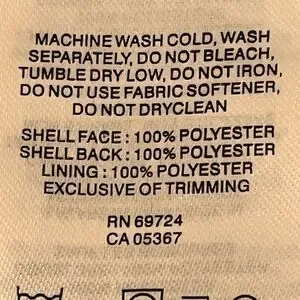 MACHINE WASH COLD, WASH
SEPARATELY, DO NOT BLEACH,
TUMBLE DRY LOW, DO NOT IRON,
DO NOT USE FABRIC SOFTENER,
DO NOT DRYCLEAN
SHELL FACE : 100% POLYESTER
SHELL BACK : 100% POLYESTER
LINING : 100% POLYESTER
EXCLUSIVE OF TRIMMING
RN 69724
CA 05367